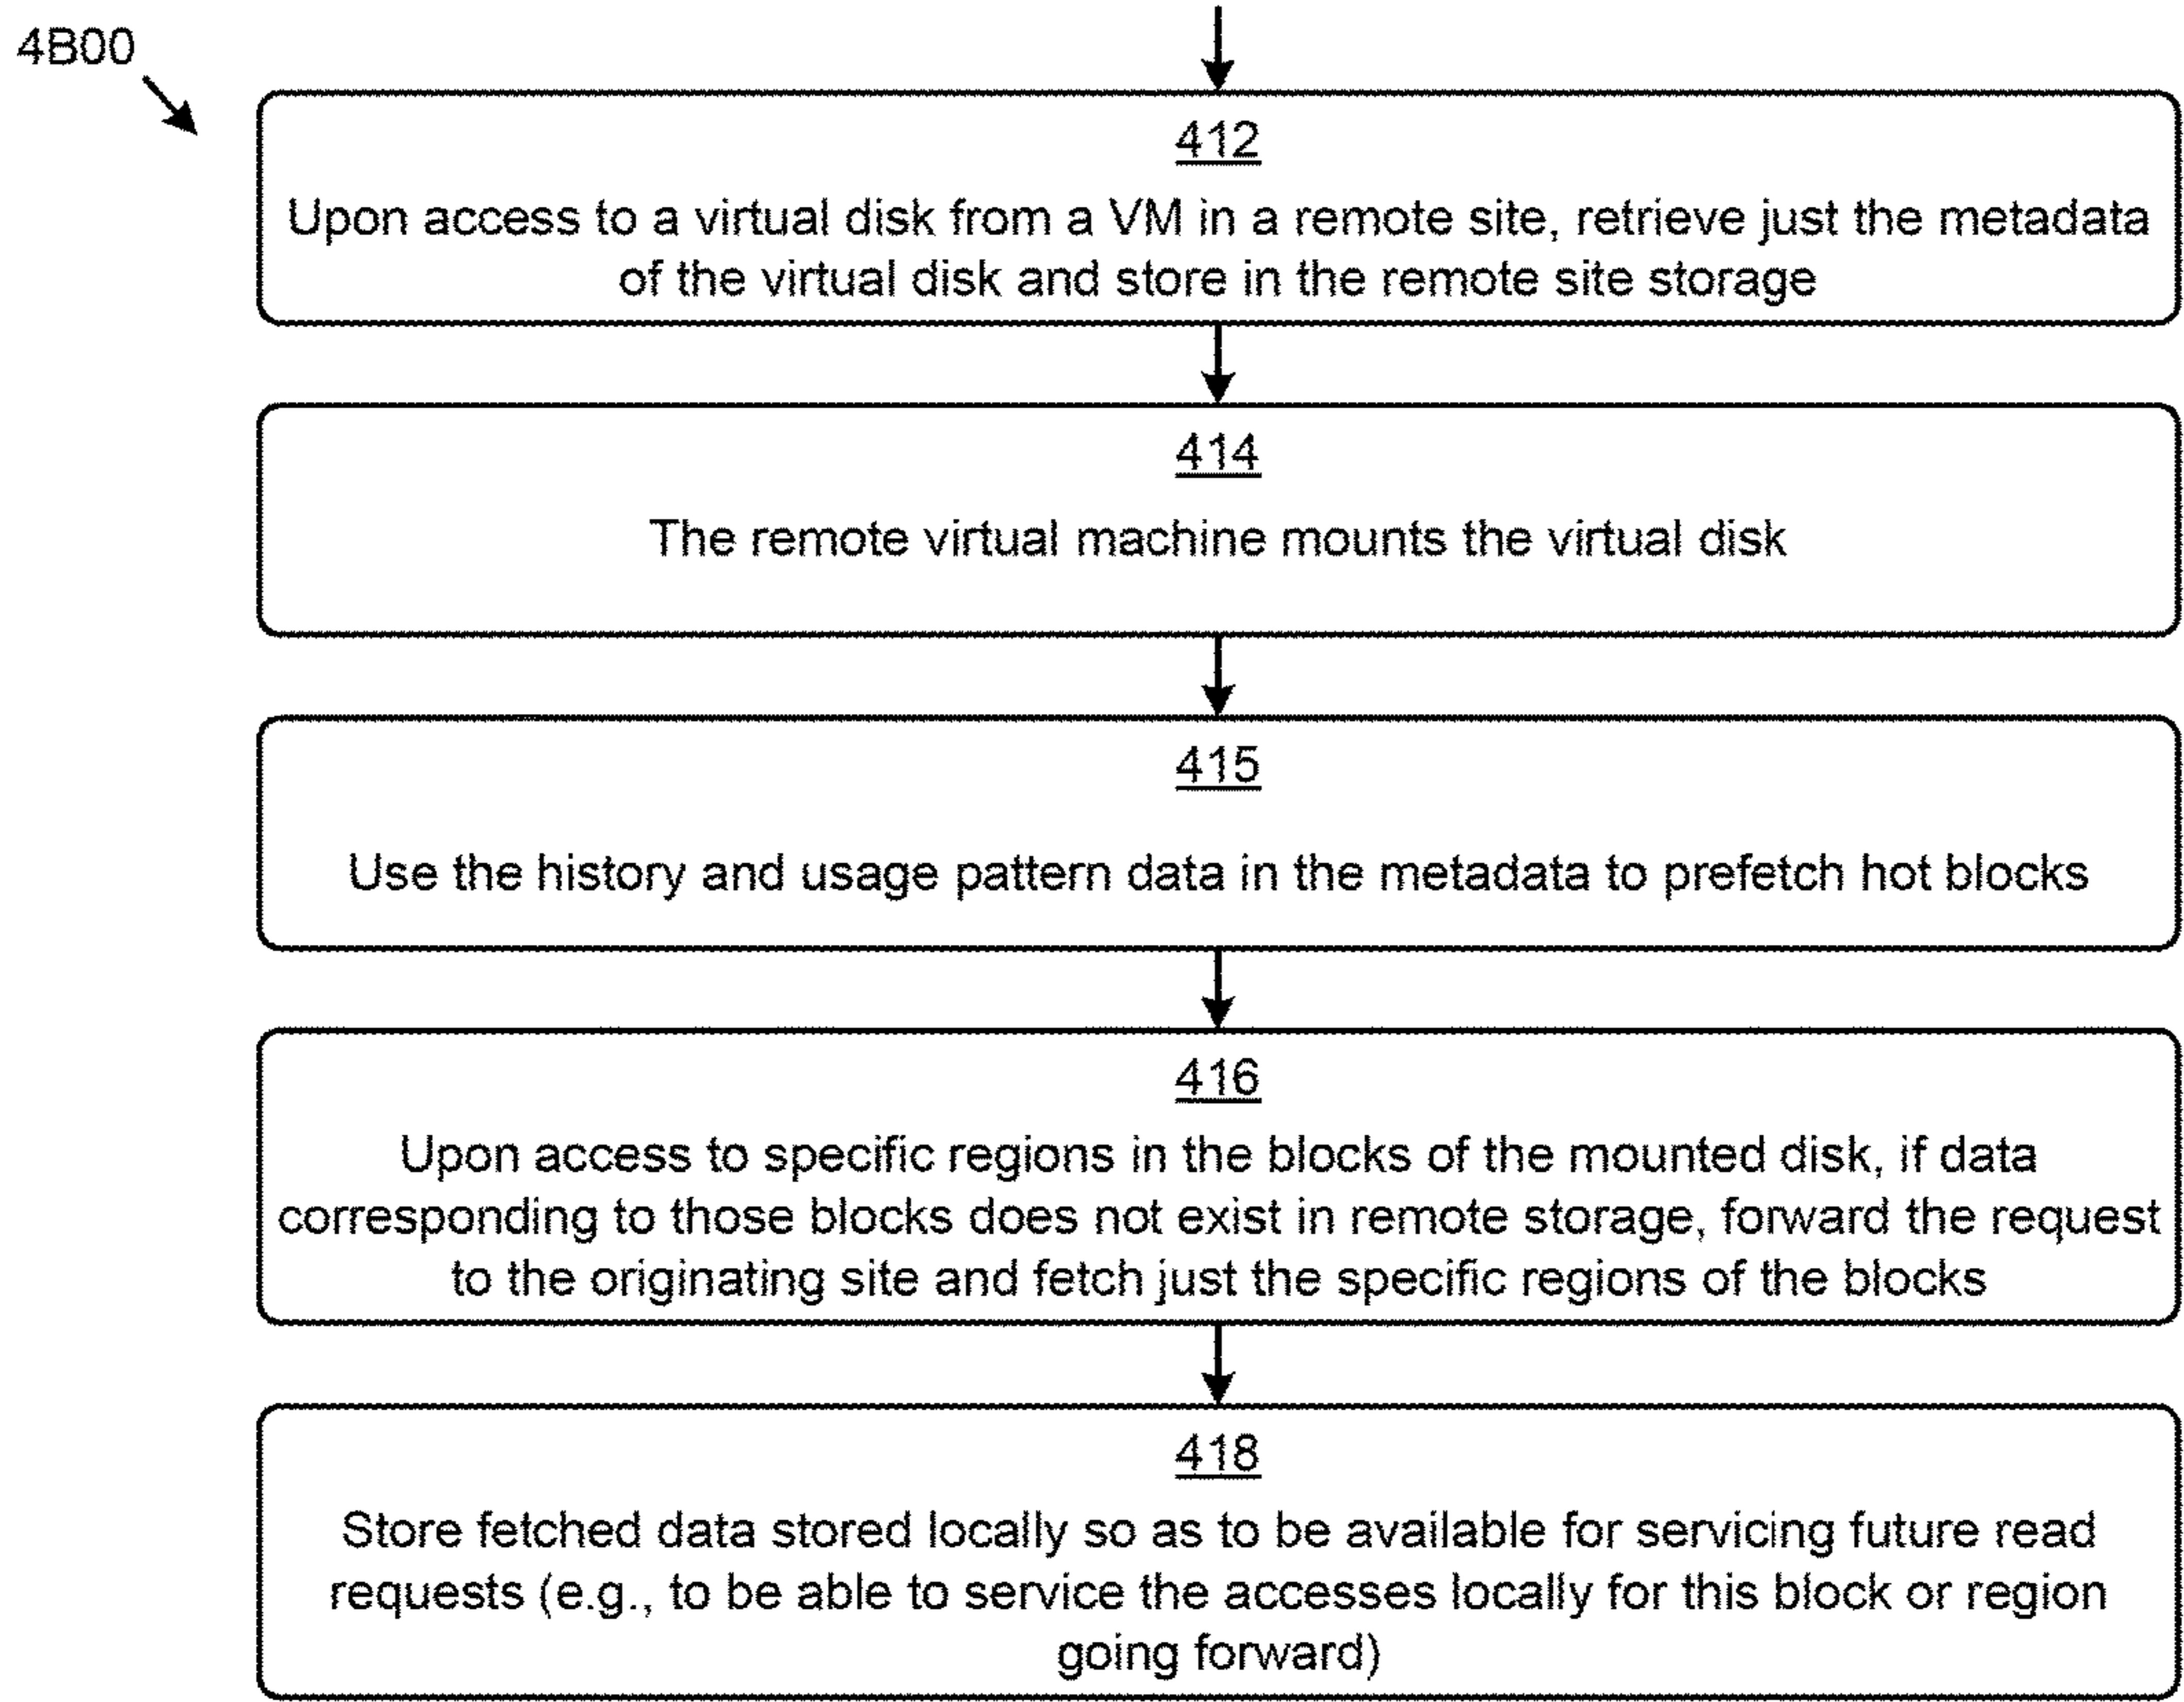 4B00
412
Upon access to a virtual disk from a VM in a remote site, retrieve just the metadata
of the virtual disk and store in the remote site storage
414
The remote virtual machine mounts the virtual disk
415
Use the history and usage pattern data in the metadata to prefetch hot blocks
416
Upon access to specific regions in the blocks of the mounted disk, if data
corresponding to those blocks does not exist in remote storage, forward the request
to the originating site and fetch just the specific regions of the blocks
418
Store fetched data stored locally so as to be available for servicing future read
requests (e.g., to be able to service the accesses locally for this block or region
going forward)